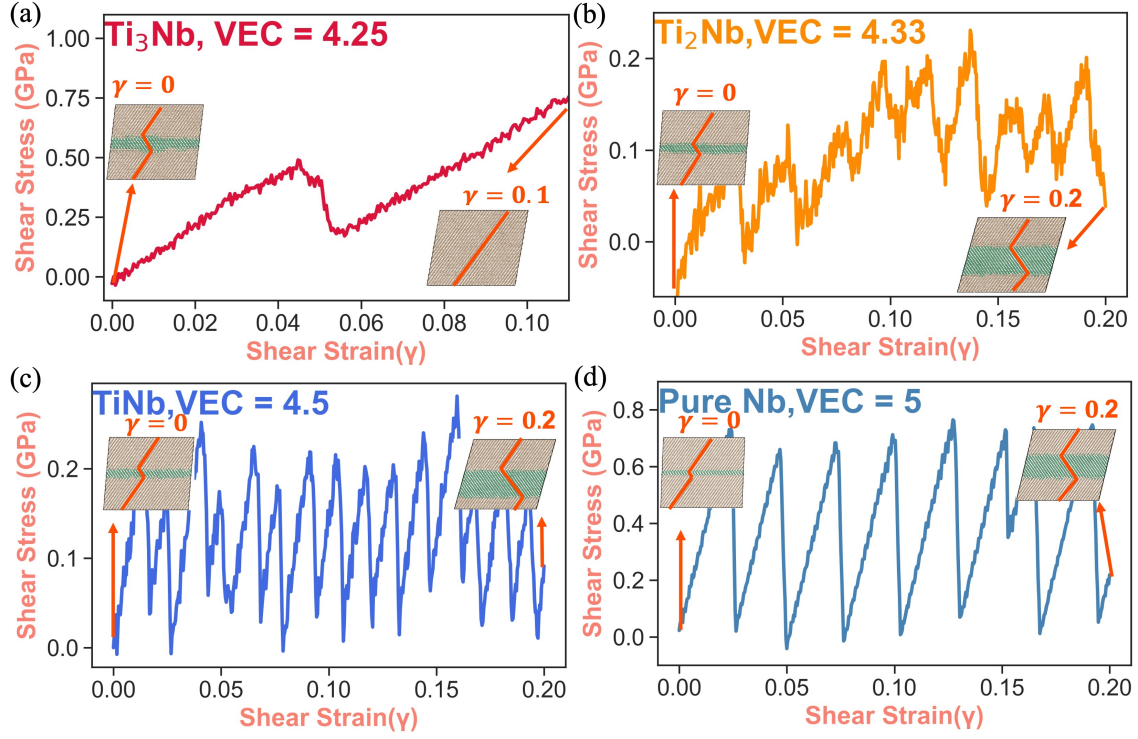 (a)
Ti₃Nb, VEC = 4.25
Shear Stress (GPa)
1.00
0.75
0.50
0.25
0.00
γ = 0
γ = 0.1
0.00 0.02 0.04 0.06 0.08 0.10
Shear Strain(γ)
(b)
Ti₂Nb,VEC = 4.33
Shear Stress (GPa)
0.2
0.1
0.0
γ = 0
γ = 0.2
0.00 0.05 0.10 0.15 0.20
Shear Strain(γ)
(c)
TiNb,VEC = 4.5
Shear Stress (GPa)
0.2
0.1
0.0
γ = 0
γ = 0.2
0.00 0.05 0.10 0.15 0.20
Shear Strain(γ)
(d)
Pure Nb,VEC = 5
Shear Stress (GPa)
0.8
0.6
0.4
0.2
0.0
γ = 0
γ = 0.2
0.00 0.05 0.10 0.15 0.20
Shear Strain(γ)